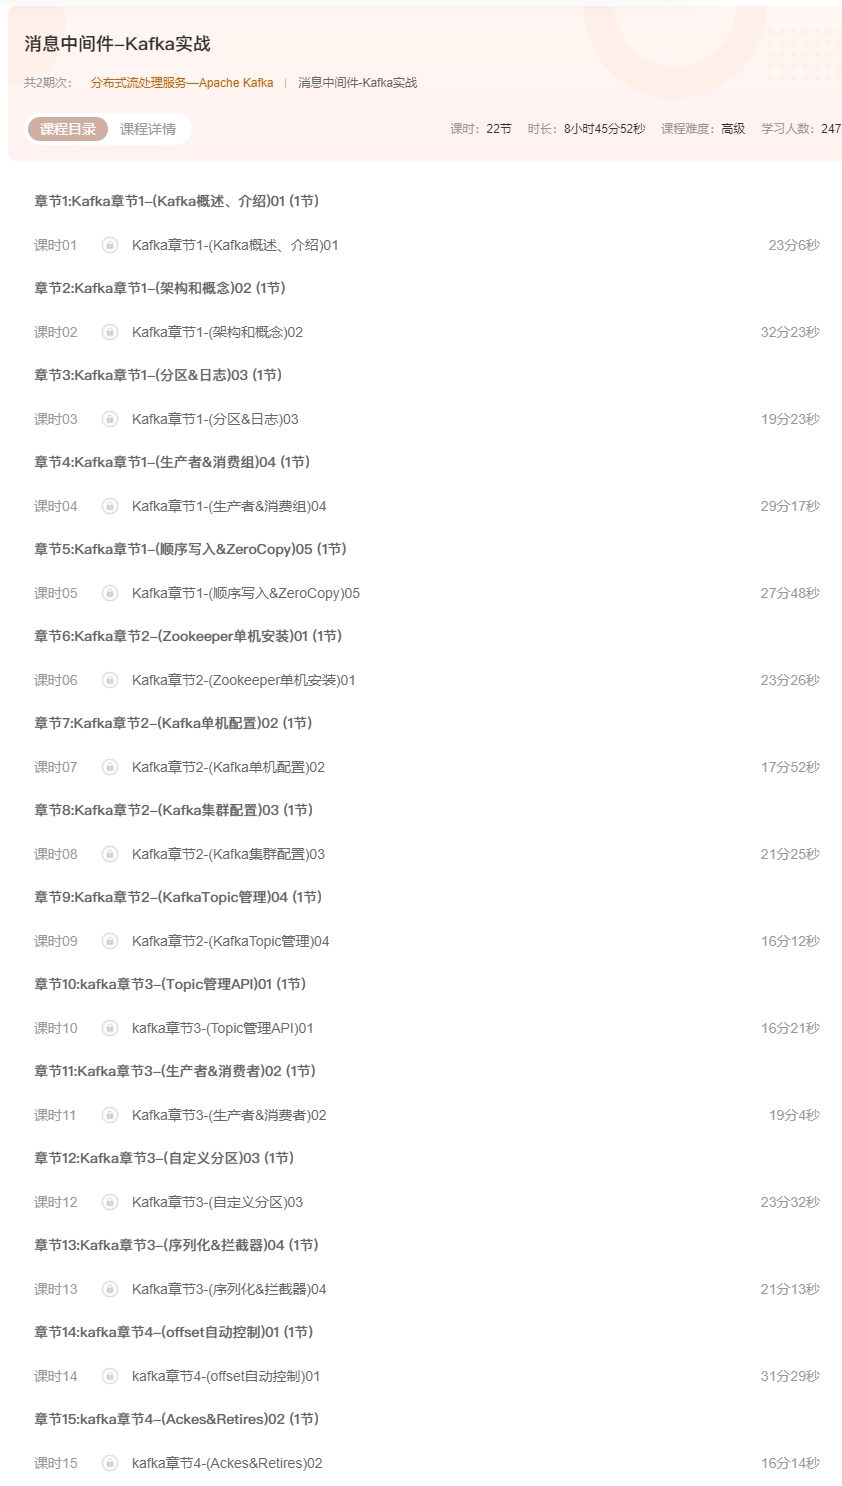 消息中间件–Kafka实战
共2期次： 分布式流处理服务—Apache Kafka | 消息中间件-Kafka实战
课程目录 课程详情 课时：22节 时长：8小时45分52秒 课程难度：高级 学习人数：247
章节1:Kafka章节1–(Kafka概述、介绍)01 (1节)
课时01 Kafka章节1-(Kafka概述、介绍)01 23分6秒
章节2:Kafka章节1–(架构和概念)02 (1节)
课时02 Kafka章节1-(架构和概念)02 32分23秒
章节3:Kafka章节1–(分区&日志)03 (1节)
课时03 Kafka章节1-(分区&日志)03 19分23秒
章节4:Kafka章节1–(生产者&消费组)04 (1节)
课时04 Kafka章节1-(生产者&消费组)04 29分17秒
章节5:Kafka章节1–(顺序写入&ZeroCopy)05 (1节)
课时05 Kafka章节1-(顺序写入&ZeroCopy)05 27分48秒
章节6:Kafka章节2–(Zookeeper单机安装)01 (1节)
课时06 Kafka章节2-(Zookeeper单机安装)01 23分26秒
章节7:Kafka章节2–(Kafka单机配置)02 (1节)
课时07 Kafka章节2-(Kafka单机配置)02 17分52秒
章节8:Kafka章节2–(Kafka集群配置)03 (1节)
课时08 Kafka章节2-(Kafka集群配置)03 21分25秒
章节9:Kafka章节2–(KafkaTopic管理)04 (1节)
课时09 Kafka章节2-(KafkaTopic管理)04 16分12秒
章节10:kafka章节3–(Topic管理API)01 (1节)
课时10 kafka章节3-(Topic管理API)01 16分21秒
章节11:Kafka章节3–(生产者&消费者)02 (1节)
课时11 Kafka章节3-(生产者&消费者)02 19分4秒
章节12:Kafka章节3–(自定义分区)03 (1节)
课时12 Kafka章节3-(自定义分区)03 23分32秒
章节13:Kafka章节3–(序列化&拦截器)04 (1节)
课时13 Kafka章节3-(序列化&拦截器)04 21分13秒
章节14:kafka章节4–(offset自动控制)01 (1节)
课时14 kafka章节4-(offset自动控制)01 31分29秒
章节15:kafka章节4–(Ackes&Retires)02 (1节)
课时15 kafka章节4-(Ackes&Retires)02 16分14秒